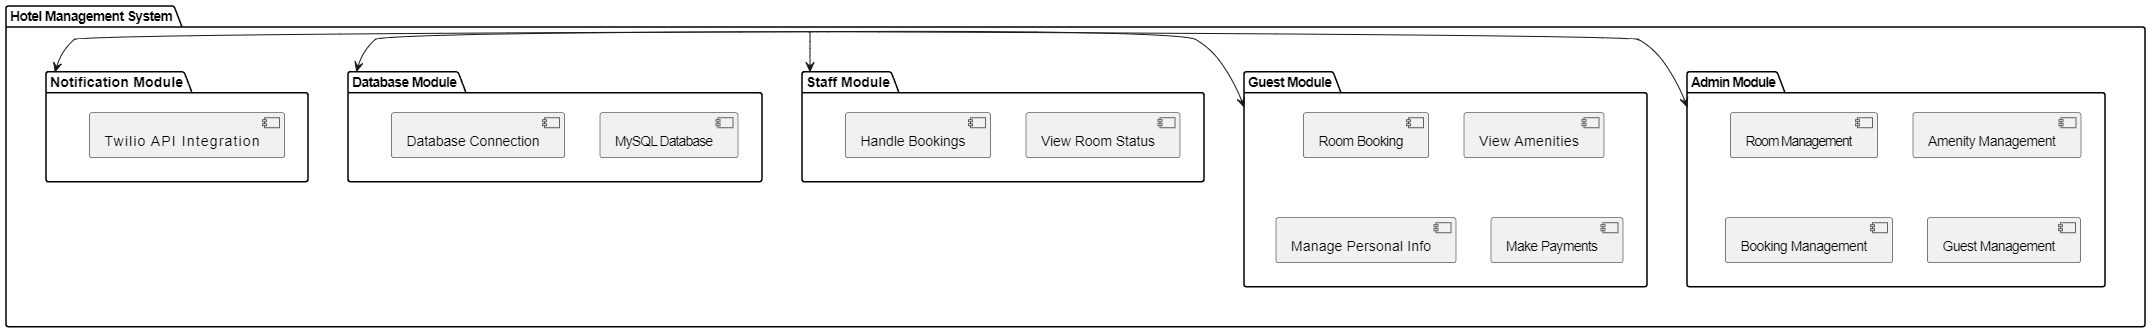 Hotel Management System
Notification Module
Twilio API Integration
Database Module
Database Connection
MySQL Database
Staff Module
Handle Bookings
View Room Status
Guest Module
Room Booking
View Amenities
Manage Personal Info
Make Payments
Admin Module
Room Management
Amenity Management
Booking Management
Guest Management